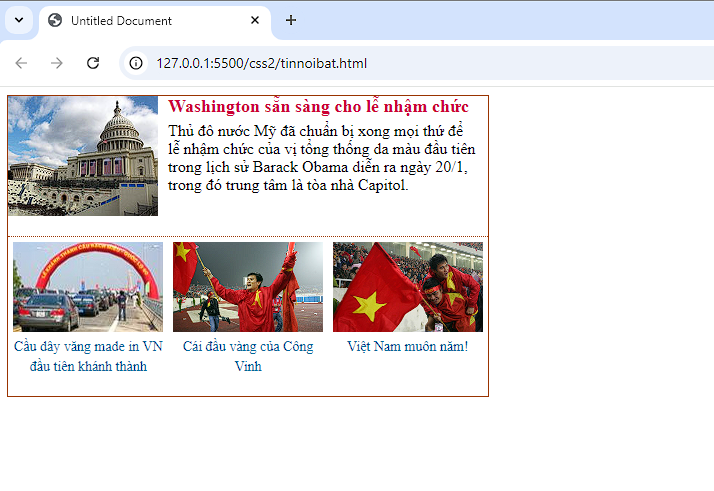 Untitled Document
127.0.0.1:5500/css2/tinnoibat.html
Washington sẵn sàng cho lễ nhậm chức
Thủ đô nước Mỹ đã chuẩn bị xong mọi thứ để
lễ nhậm chức của vị tổng thống da màu đầu tiên
trong lịch sử Barack Obama diễn ra ngày 20/1,
trong đó trung tâm là tòa nhà Capitol.
Cầu dây văng made in VN
đầu tiên khánh thành
Cái đầu vàng của Công
Vinh
Việt Nam muôn năm!